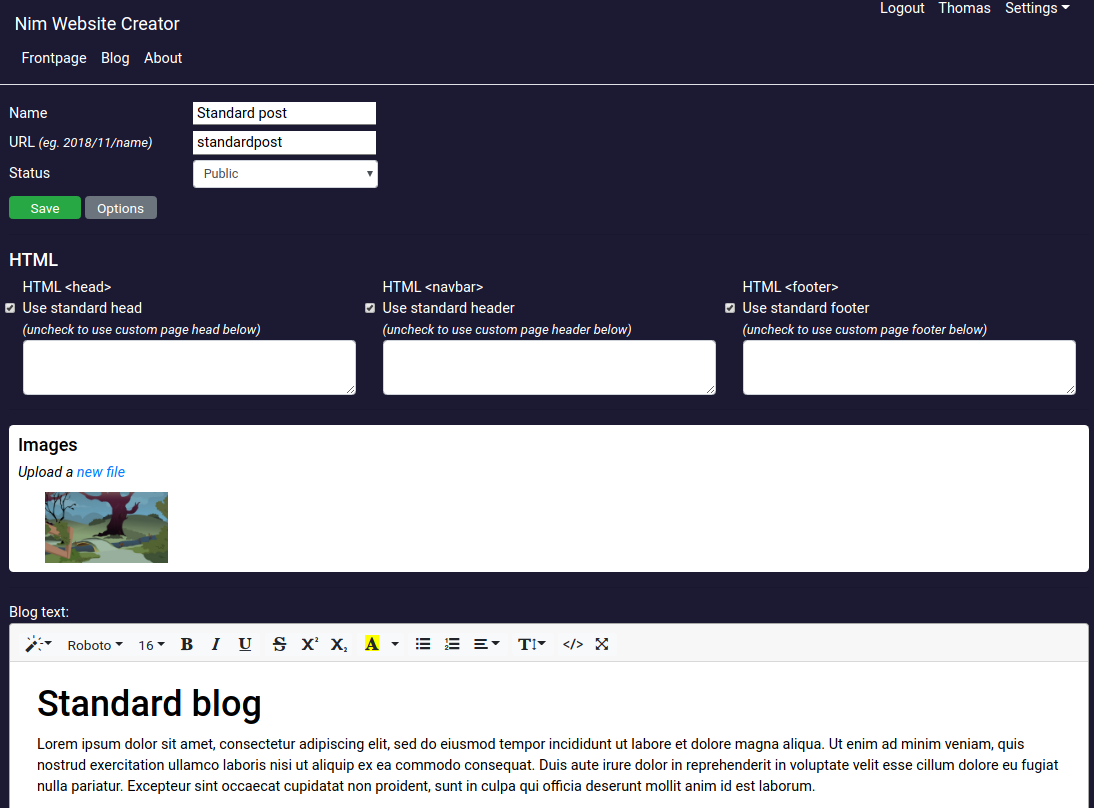 Logout Thomas Settings
Nim Website Creator
Frontpage Blog About
Name Standard post
URL (eg. 2018/11/name) standardpost
Status Public
Save Options
HTML
HTML <head> HTML <navbar> HTML <footer>
Use standard head Use standard header Use standard footer
(uncheck to use custom page head below) (uncheck to use custom page header below) (uncheck to use custom page footer below)
Images
Upload a new file
Blog text:
Roboto 16 B I U S X² X₂ A T </>
Standard blog
Lorem ipsum dolor sit amet, consectetur adipiscing elit, sed do eiusmod tempor incididunt ut labore et dolore magna aliqua. Ut enim ad minim veniam, quis
nostrud exercitation ullamco laboris nisi ut aliquip ex ea commodo consequat. Duis aute irure dolor in reprehenderit in voluptate velit esse cillum dolore eu fugiat
nulla pariatur. Excepteur sint occaecat cupidatat non proident, sunt in culpa qui officia deserunt mollit anim id est laborum.